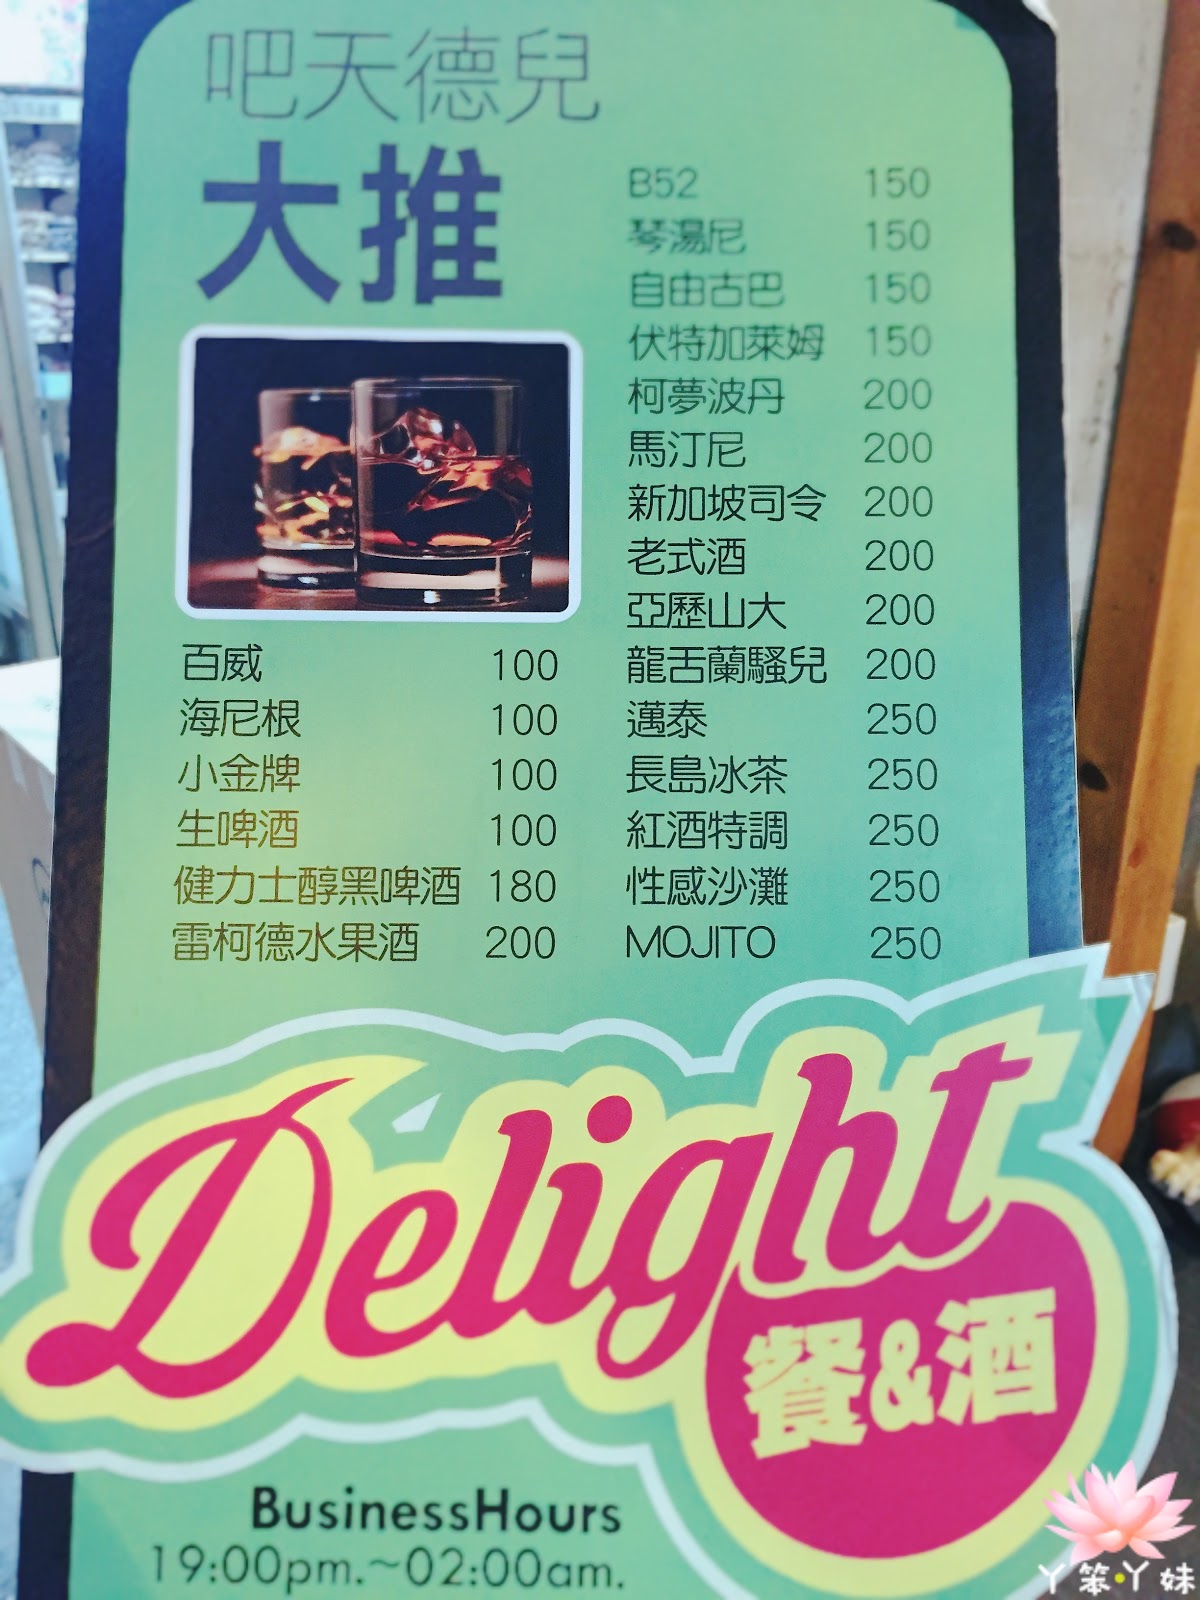 吧天德兒
大推
百威 100
海尼根 100
小金牌 100
生啤酒 100
健力士醇黑啤酒 180
雷柯德水果酒 200
B52 150
琴湯尼 150
自由古巴 150
伏特加萊姆 150
柯夢波丹 200
馬汀尼 200
新加坡司令 200
老式酒 200
亞歷山大 200
龍舌蘭騷兒 200
邁泰 250
長島冰茶 250
紅酒特調 250
性感沙灘 250
MOJITO 250
Delight
餐&酒
BusinessHours
19:00pm.~02:00am.
丫笨•丫妹